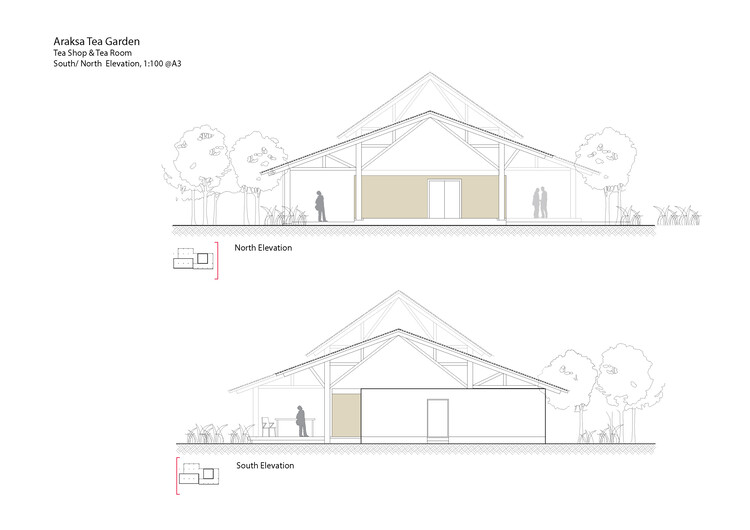 Araksa Tea Garden
Tea Shop & Tea Room
South/ North Elevation, 1:100 @A3
North Elevation
South Elevation